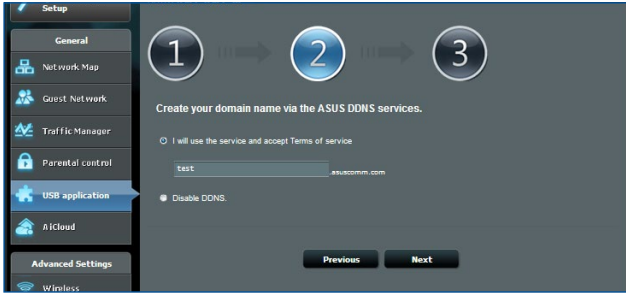 Setup
General
Network Map
Guest Network
Traffic Manager
Parental control
USB application
AiCloud
Advanced Settings
Wireless
1
2
3
Create your domain name via the ASUS DDNS services.
I will use the service and accept Terms of service
test .asuscomm.com
Disable DDNS.
Previous Next